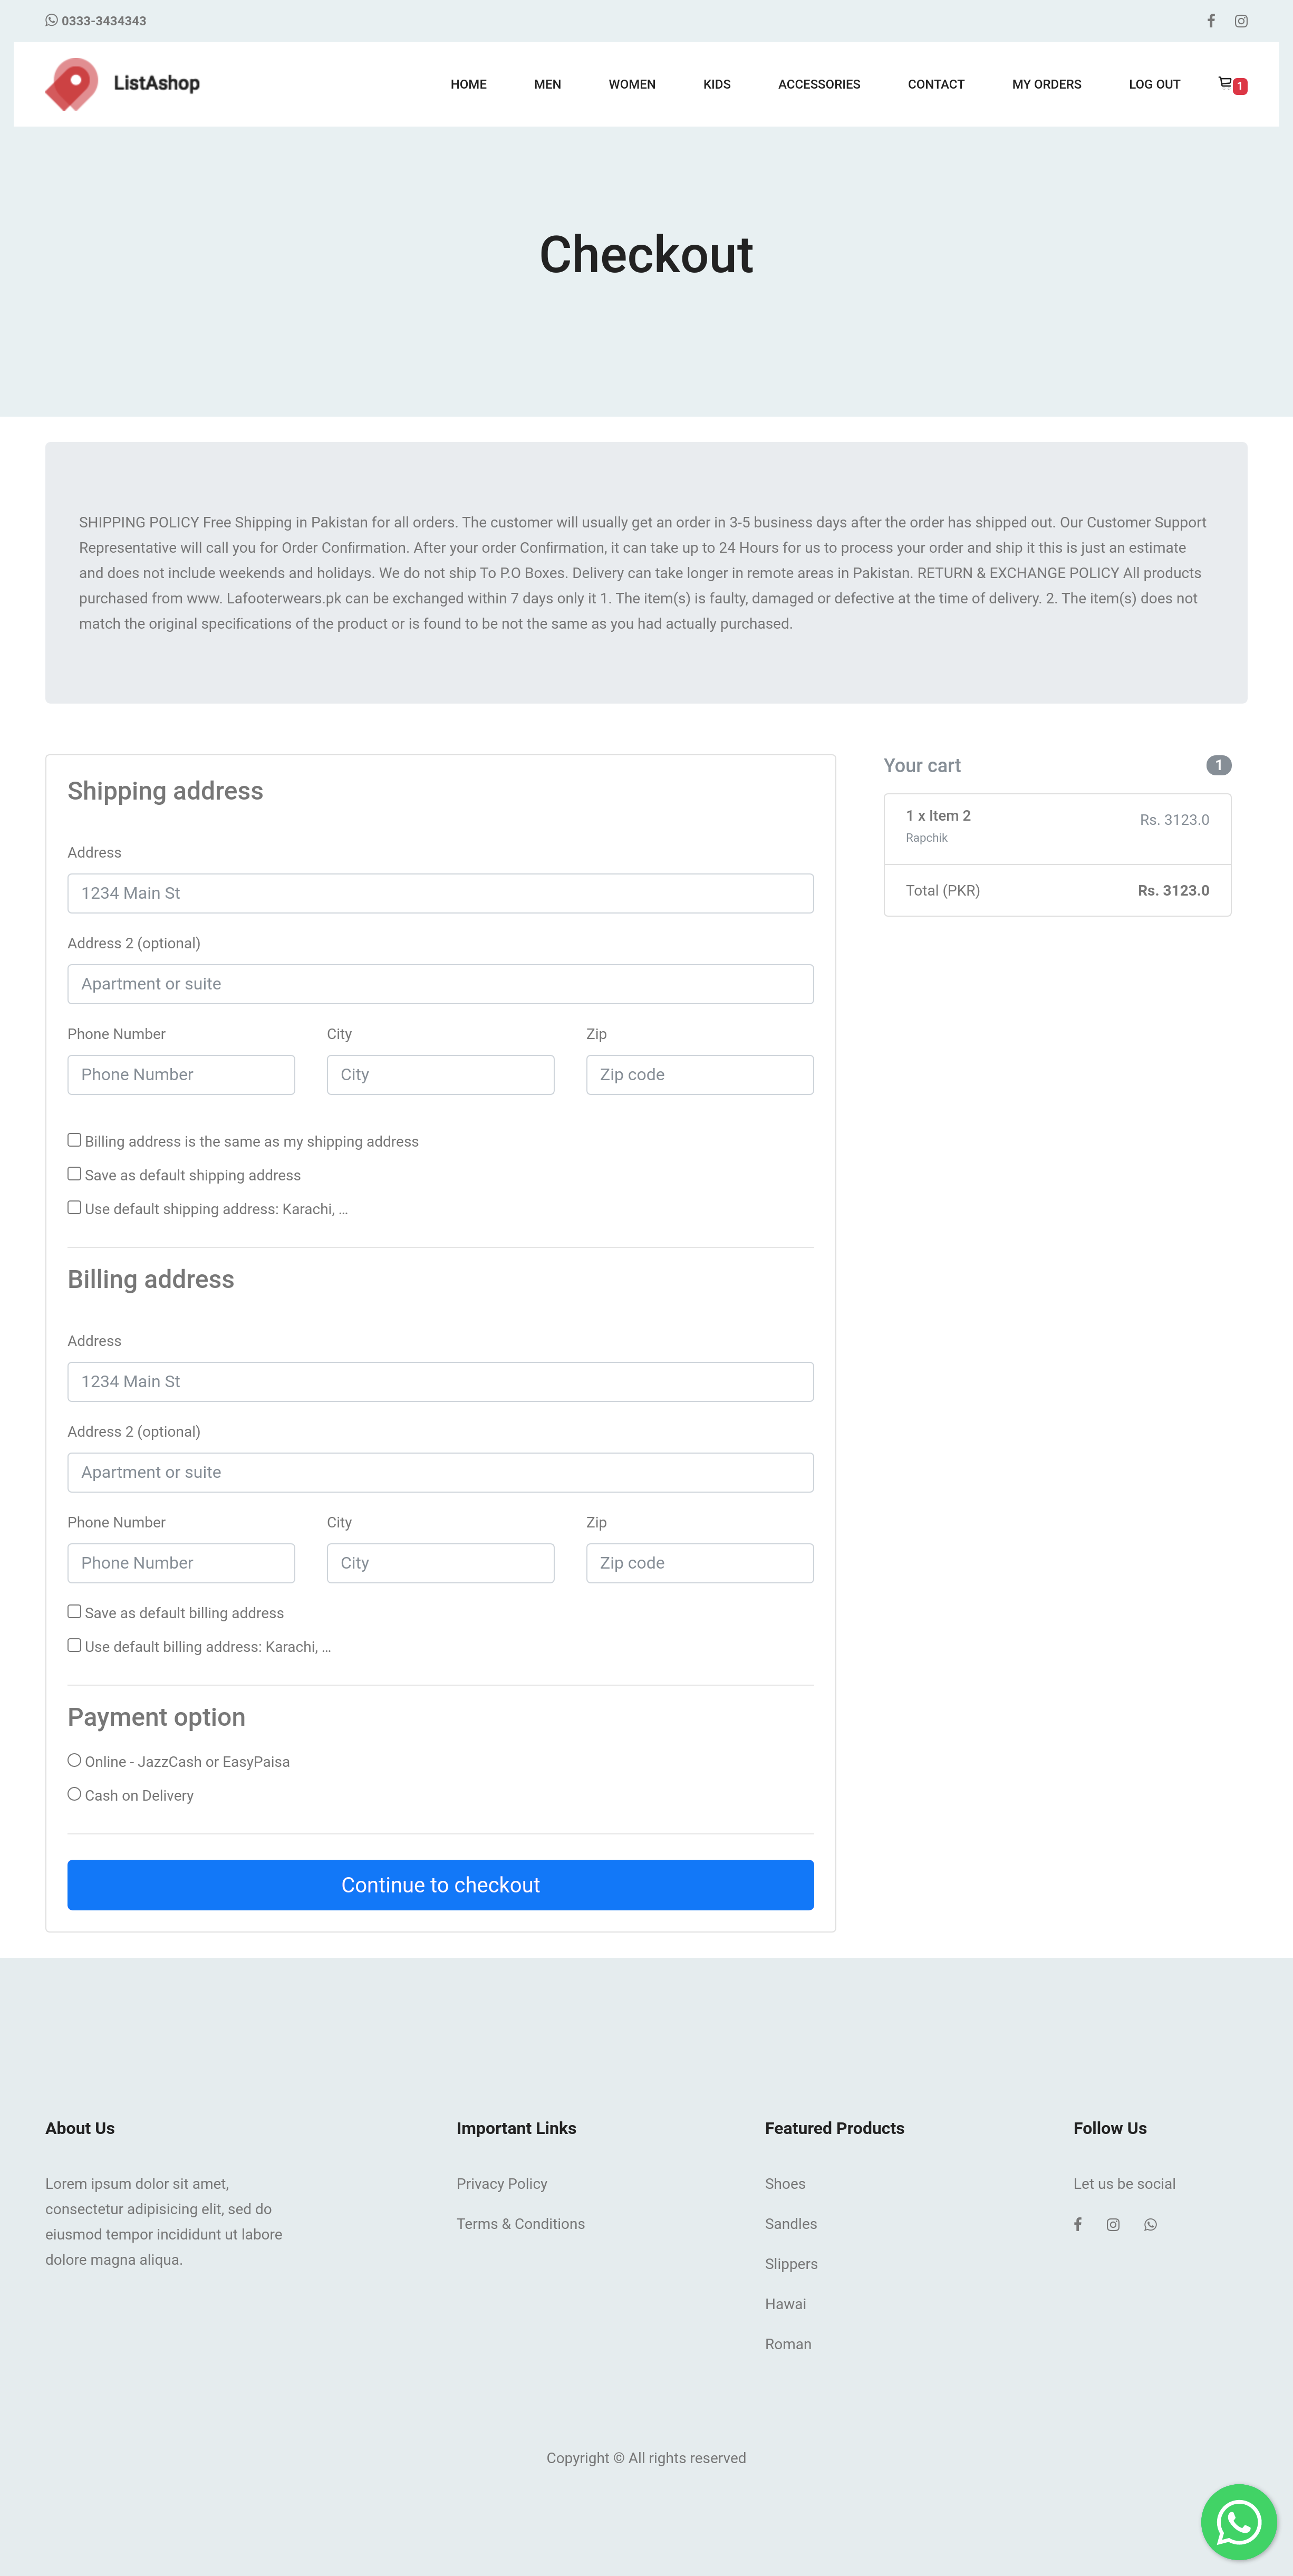 0333-3434343
ListAshop
HOME MEN WOMEN KIDS ACCESSORIES CONTACT MY ORDERS LOG OUT 1
Checkout
SHIPPING POLICY Free Shipping in Pakistan for all orders. The customer will usually get an order in 3-5 business days after the order has shipped out. Our Customer Support
Representative will call you for Order Confirmation. After your order Confirmation, it can take up to 24 Hours for us to process your order and ship it this is just an estimate
and does not include weekends and holidays. We do not ship To P.O Boxes. Delivery can take longer in remote areas in Pakistan. RETURN & EXCHANGE POLICY All products
purchased from www. Lafooterwears.pk can be exchanged within 7 days only it 1. The item(s) is faulty, damaged or defective at the time of delivery. 2. The item(s) does not
match the original specifications of the product or is found to be not the same as you had actually purchased.
Shipping address
Address
1234 Main St
Address 2 (optional)
Apartment or suite
Phone Number City Zip
Phone Number City Zip code
Billing address is the same as my shipping address
Save as default shipping address
Use default shipping address: Karachi, ...
Billing address
Address
1234 Main St
Address 2 (optional)
Apartment or suite
Phone Number City Zip
Phone Number City Zip code
Save as default billing address
Use default billing address: Karachi, ...
Payment option
Online - JazzCash or EasyPaisa
Cash on Delivery
Continue to checkout
Your cart 1
1 x Item 2 Rs. 3123.0
Rapchik
Total (PKR) Rs. 3123.0
About Us
Lorem ipsum dolor sit amet,
consectetur adipisicing elit, sed do
eiusmod tempor incididunt ut labore
dolore magna aliqua.
Important Links
Privacy Policy
Terms & Conditions
Featured Products
Shoes
Sandles
Slippers
Hawai
Roman
Follow Us
Let us be social
Copyright © All rights reserved